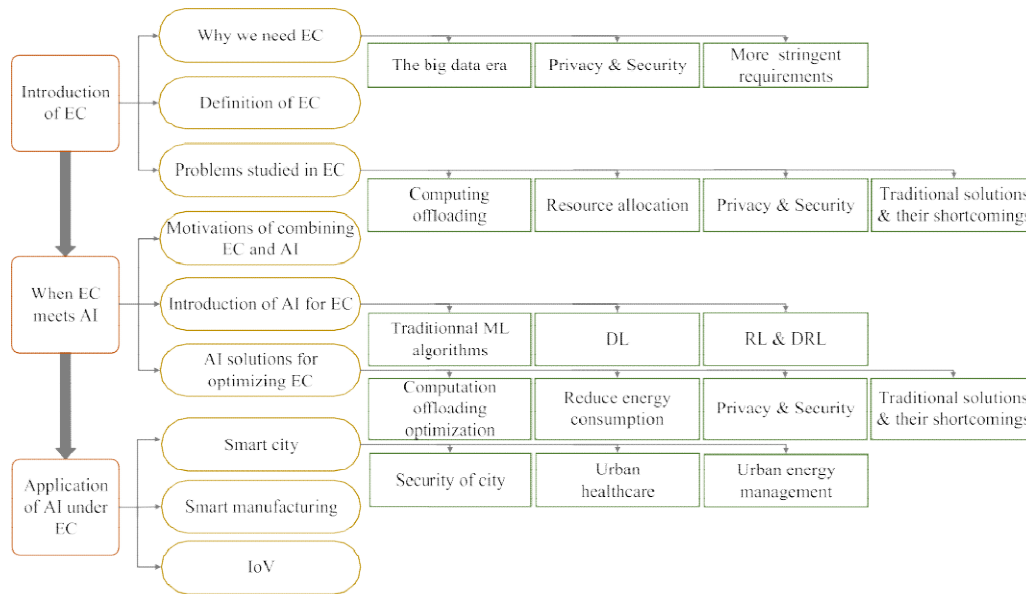 Why we need EC
The big data era
Privacy & Security
More stringent
requirements
Introduction
of EC
Definition of EC
Problems studied in EC
Computing
offloading
Resource allocation
Privacy & Security
Traditional solutions
& their shortcomings
Motivations of combining
EC and AI
When EC
meets AI
Introduction of AI for EC
Traditionnal ML
algorithms
DL
RL & DRL
AI solutions for
optimizing EC
Computation
offloading
optimization
Reduce energy
consumption
Privacy & Security
Traditional solutions
& their shortcomings
Smart city
Security of city
Urban
healthcare
Urban energy
management
Application
of AI under
EC
Smart manufacturing
IoV